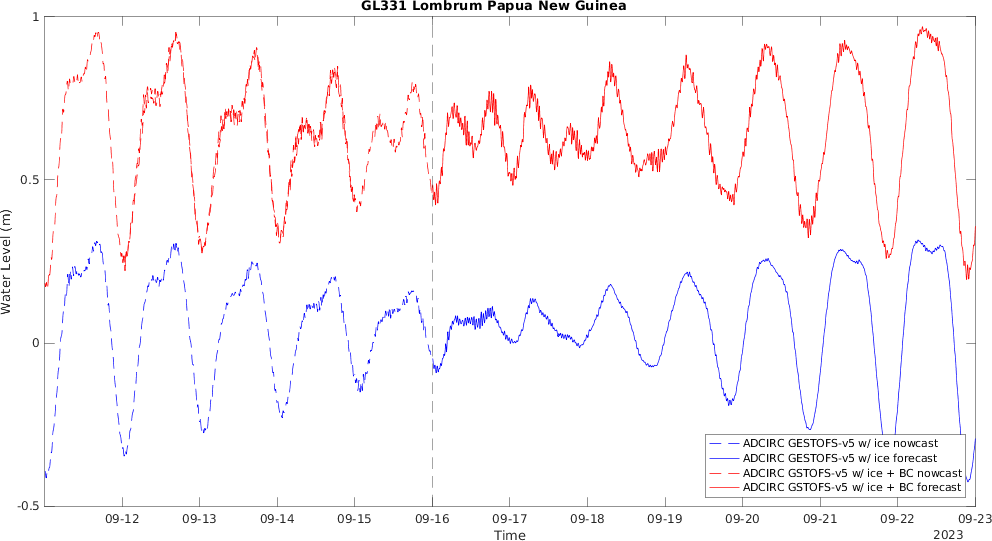 GL331 Lombrum Papua New Guinea
1
0.5
0
-0.5
Water Level (m)
ADCIRC GESTOFS-v5 w/ ice nowcast
ADCIRC GESTOFS-v5 w/ ice forecast
ADCIRC GSTOFS-v5 w/ ice + BC nowcast
ADCIRC GSTOFS-v5 w/ ice + BC forecast
09-12 09-13 09-14 09-15 09-16 09-17 09-18 09-19 09-20 09-21 09-22 09-23
Time
2023